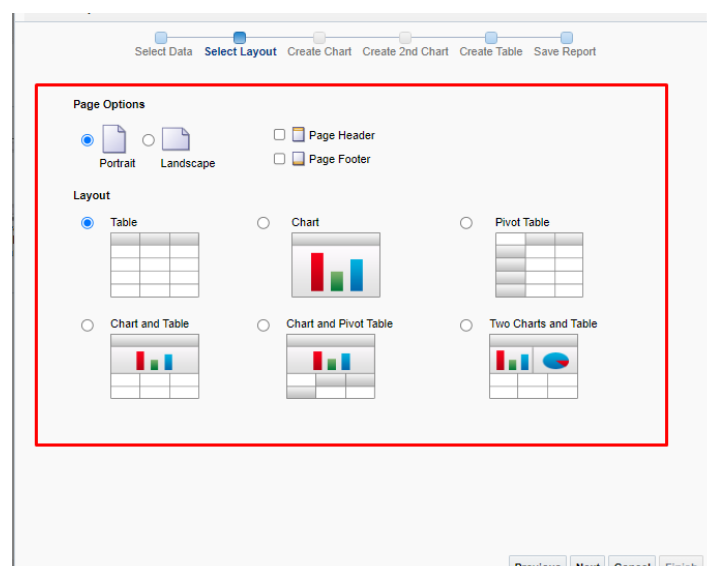 Select Data Select Layout Create Chart Create 2nd Chart Create Table Save Report
Page Options
Portrait Landscape
Page Header
Page Footer
Layout
Table Chart Pivot Table
Chart and Table Chart and Pivot Table Two Charts and Table
Previous Next Cancel Finish